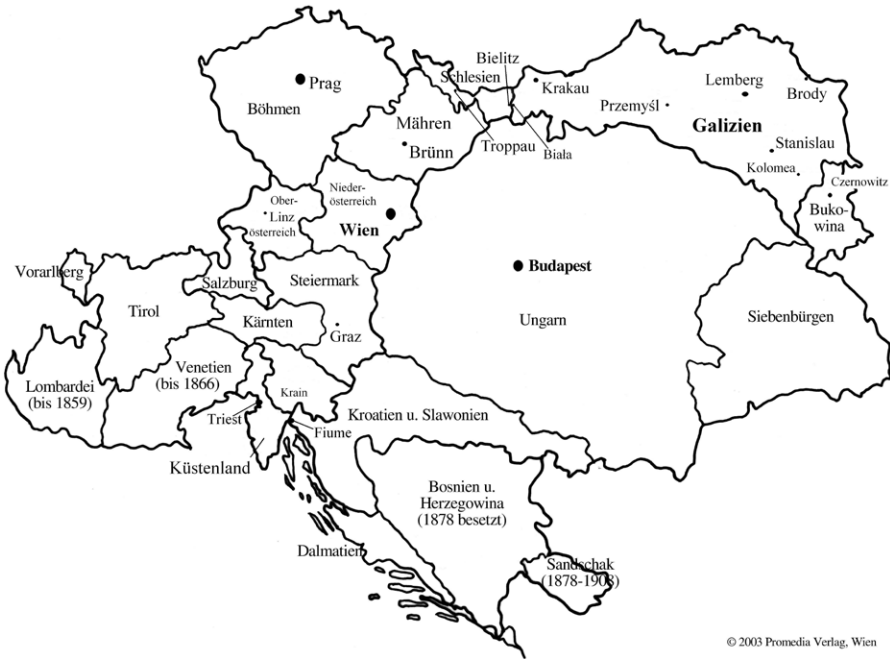 Prag
Böhmen
Mähren
Brünn
Schlesien
Bielitz
Troppau
Biała
Krakau
Przemyśl
Lemberg
Brody
Galizien
Stanislau
Kolomea
Czernowitz
Buko-
wina
Ober-
Linz
österreich
Nieder-
österreich
Wien
Vorarlberg
Tirol
Salzburg
Steiermark
Kärnten
Graz
Budapest
Ungarn
Siebenbürgen
Lombardei
(bis 1859)
Venetien
(bis 1866)
Krain
Triest
Fiume
Küstenland
Kroatien u. Slawonien
Bosnien u.
Herzegowina
(1878 besetzt)
Dalmatien
Sandschak
(1878-1908)
© 2003 Promedia Verlag, Wien